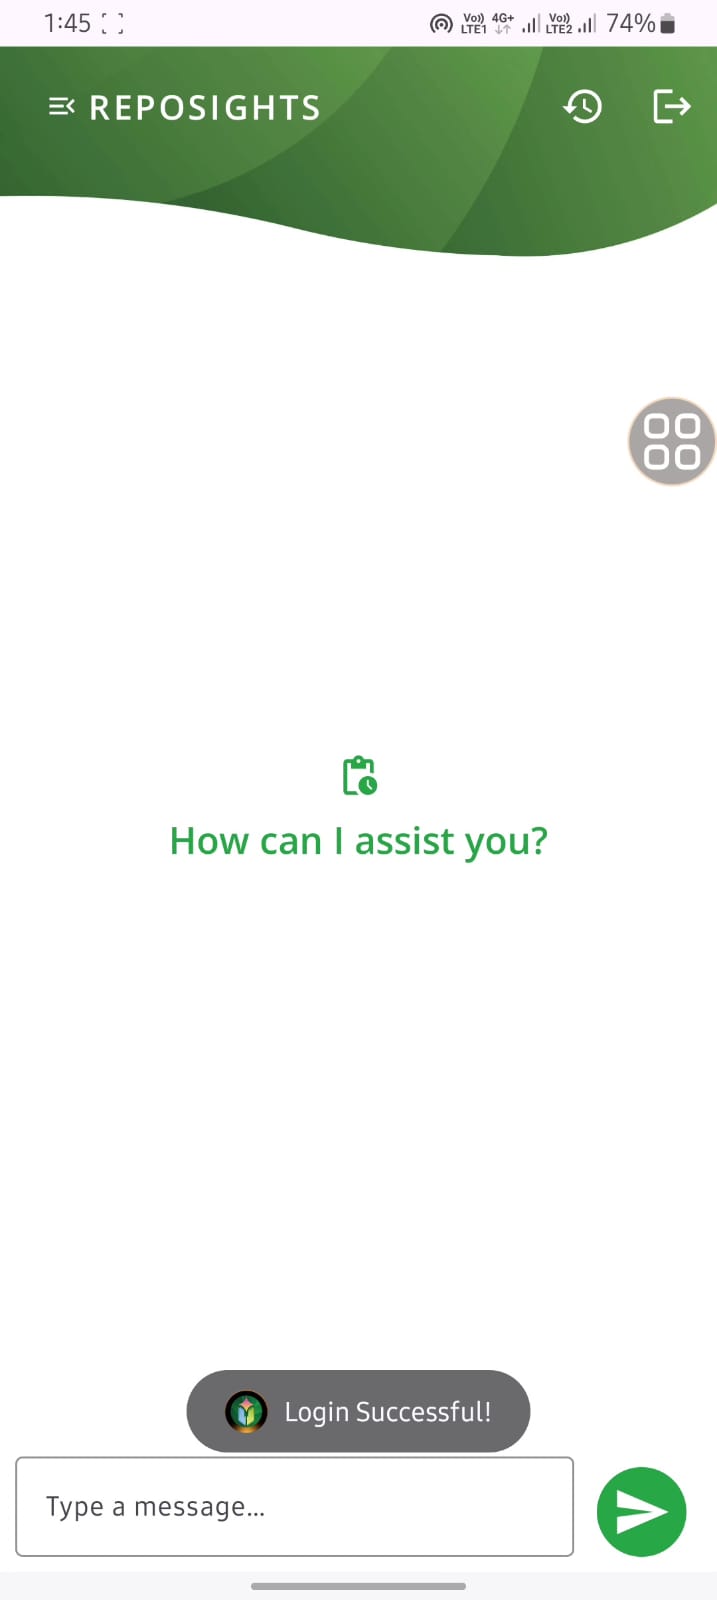 1:45
Vo)) 4G+ Vo)) 74%
LTE1 LTE2
REPOSIGHTS
How can I assist you?
Login Successful!
Type a message...